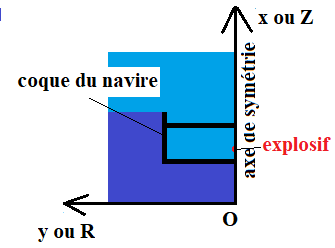 x ou Z
coque du navire
axe de symétrie
explosif
y ou R
O